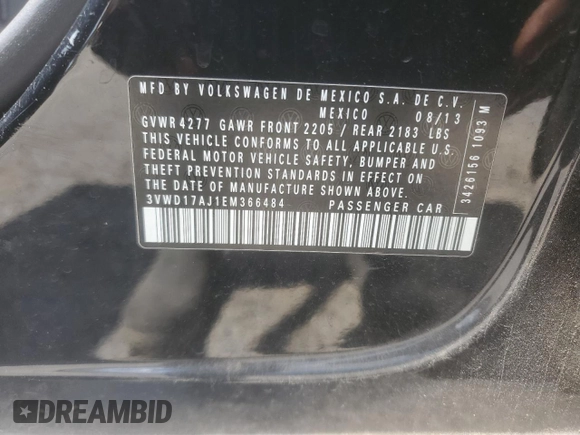 MFD BY VOLKSWAGEN DE MEXICO S.A. DE C.V.
MEXICO 08/13
GVWR 4277 GAWR FRONT 2205 / REAR 2183 LBS
THIS VEHICLE CONFORMS TO ALL APPLICABLE U.S.
FEDERAL MOTOR VEHICLE SAFETY, BUMPER AND
THEFT PREVENTION STANDARDS IN EFFECT ON
THE DATE OF MANUFACTURE SHOWN ABOVE.
3VWD17AJ1EM366484 PASSENGER CAR
3426156 1093 M
DREAMBID